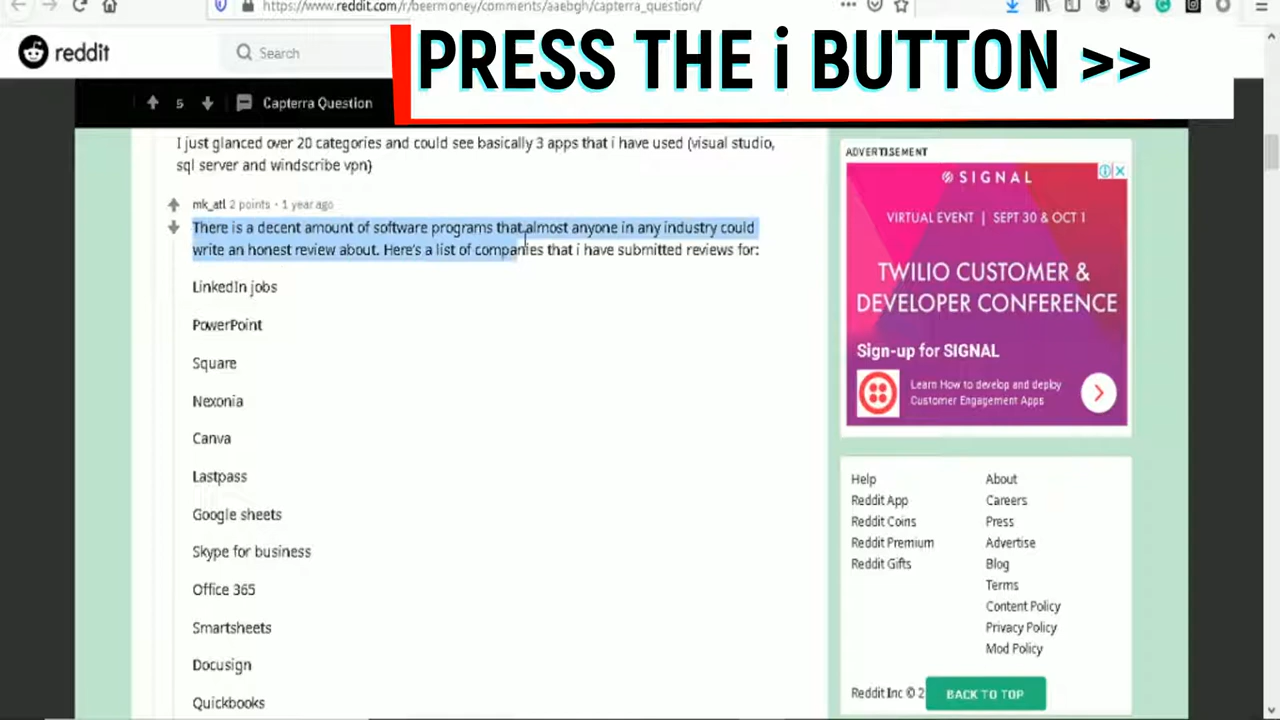 https://www.reddit.com/r/beermoney/comments/aaebgh/capterra_question/
PRESS THE i BUTTON >>
reddit
Search
5
Capterra Question
I just glanced over 20 categories and could see basically 3 apps that i have used (visual studio,
sql server and windscribe vpn)
mk_atl 2 points · 1 year ago
There is a decent amount of software programs that almost anyone in any industry could
write an honest review about. Here's a list of companies that i have submitted reviews for:
LinkedIn jobs
PowerPoint
Square
Nexonia
Canva
Lastpass
Google sheets
Skype for business
Office 365
Smartsheets
Docusign
Quickbooks
ADVERTISEMENT
SIGNAL
VIRTUAL EVENT | SEPT 30 & OCT 1
TWILIO CUSTOMER &
DEVELOPER CONFERENCE
Sign-up for SIGNAL
Learn How to develop and deploy
Customer Engagement Apps
Help
Reddit App
Reddit Coins
Reddit Premium
Reddit Gifts
About
Careers
Press
Advertise
Blog
Terms
Content Policy
Privacy Policy
Mod Policy
Reddit Inc © 2
BACK TO TOP